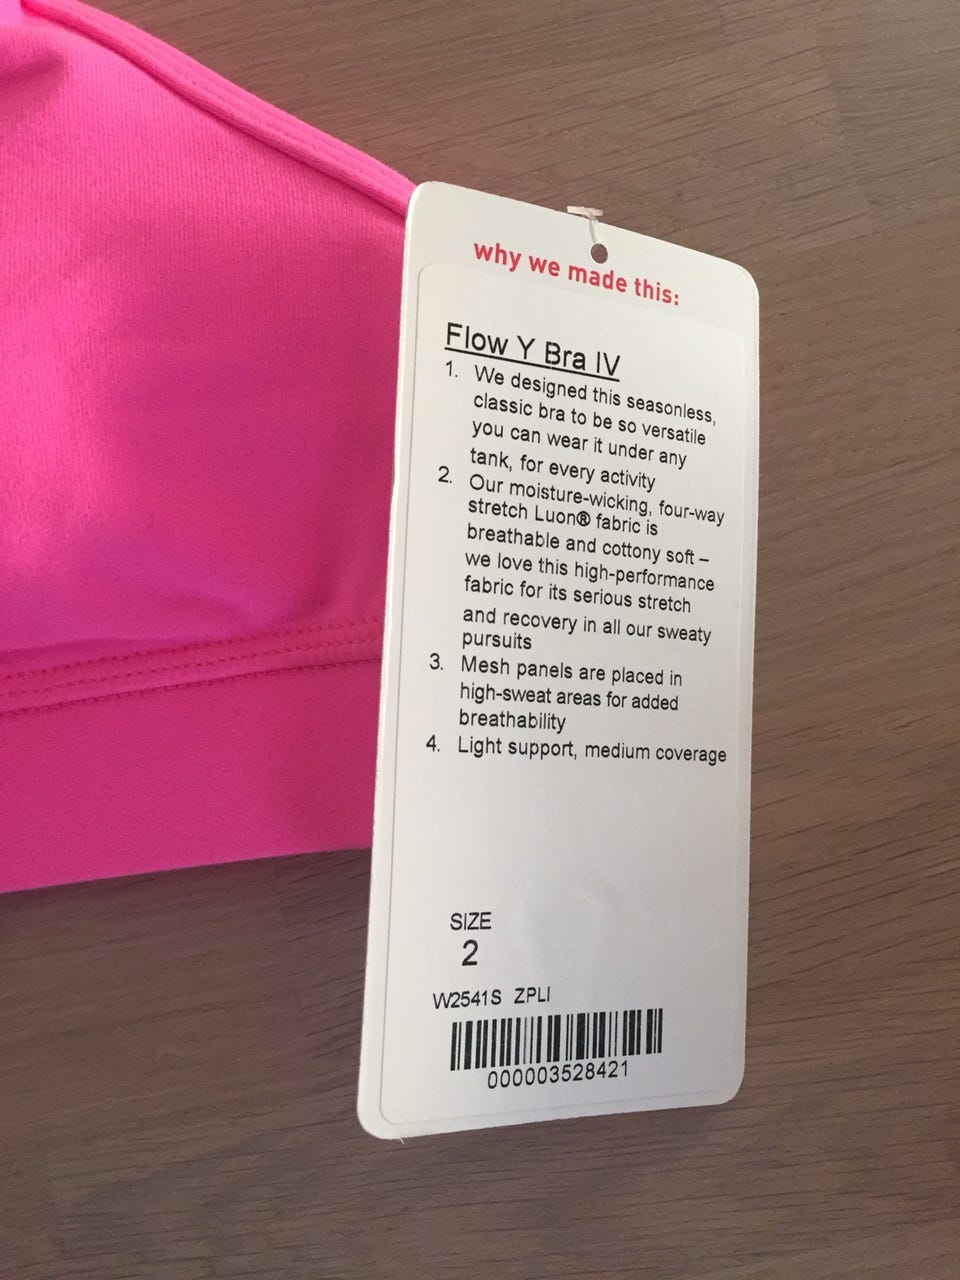 why we made this:
Flow Y Bra IV
1. We designed this seasonless,
classic bra to be so versatile
you can wear it under any
tank, for every activity
2. Our moisture-wicking, four-way
stretch Luon® fabric is
breathable and cottony soft –
we love this high-performance
fabric for its serious stretch
and recovery in all our sweaty
pursuits
3. Mesh panels are placed in
high-sweat areas for added
breathability
4. Light support, medium coverage
SIZE
2
W2541S ZPLI
000003528421